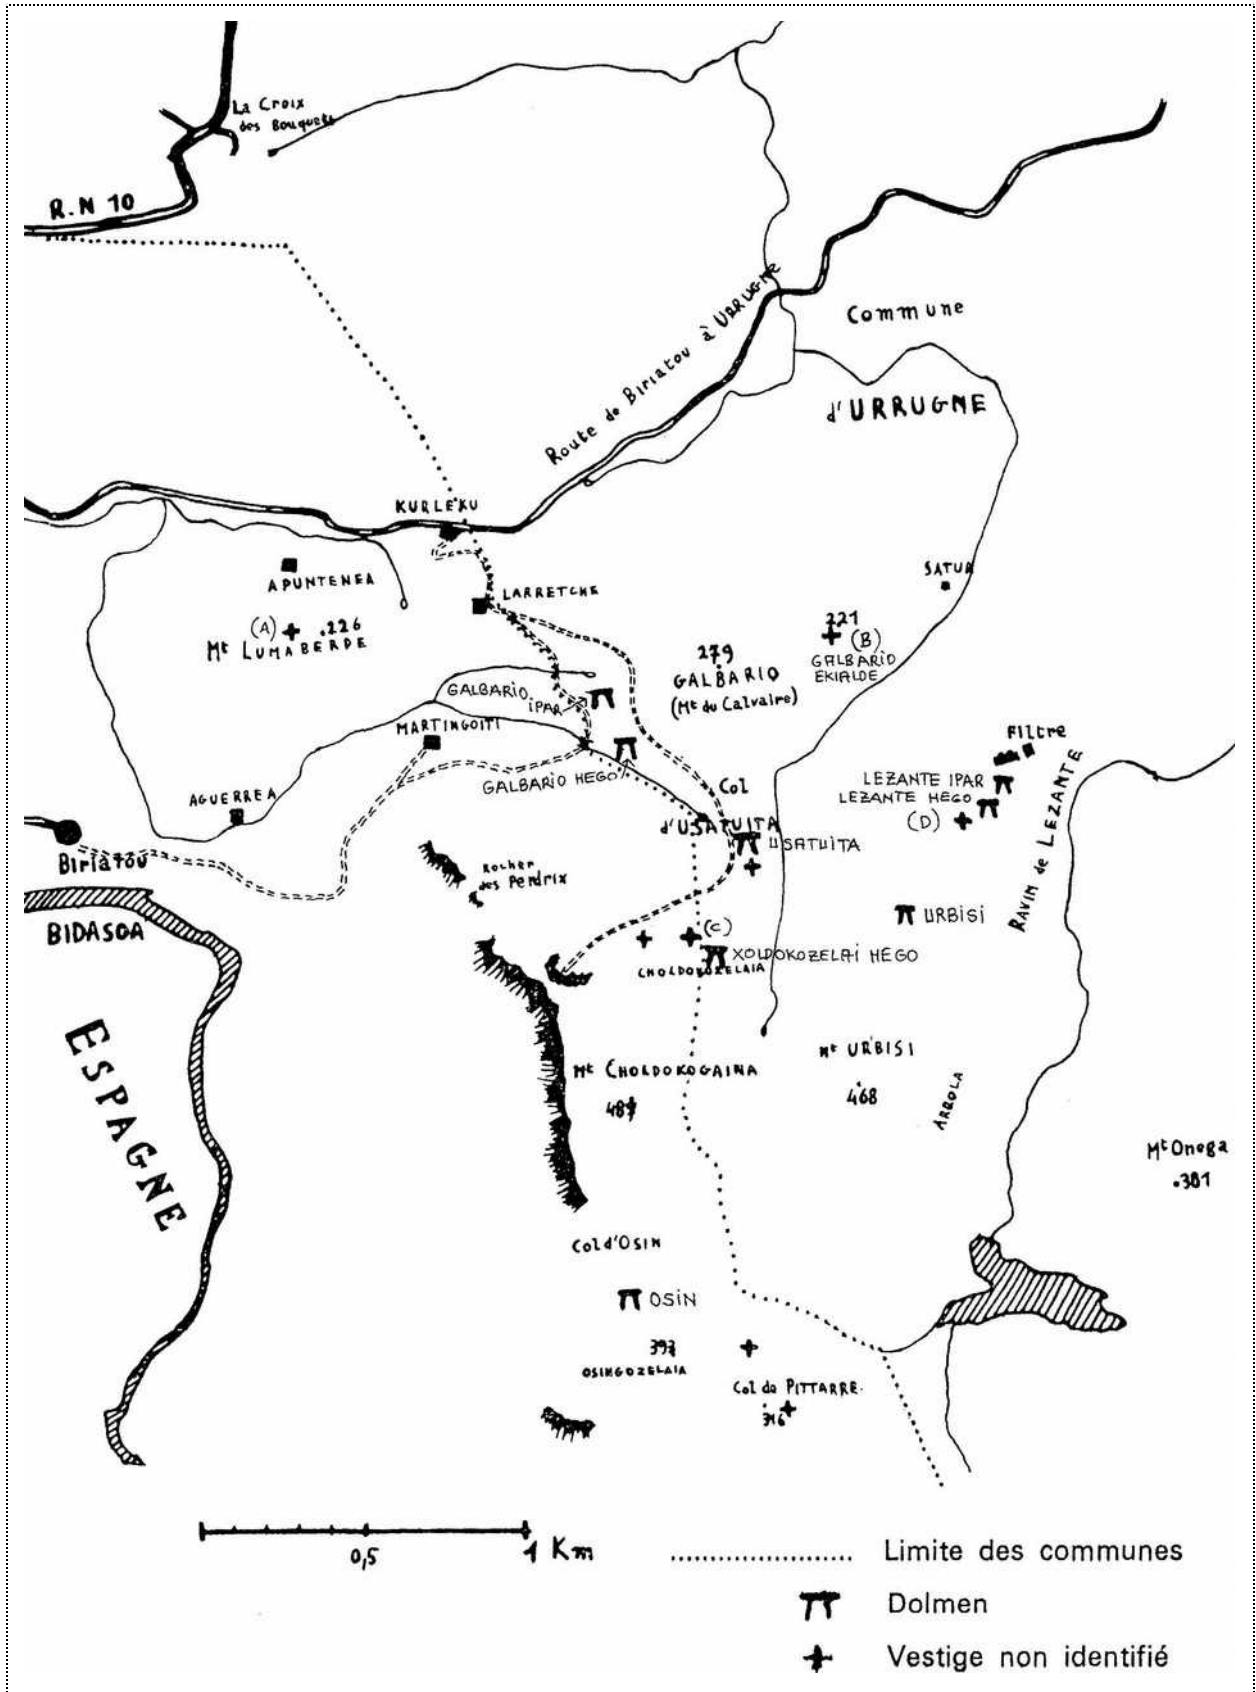 La Croix
des Bouquets
R.N 10
Route de Biriatou à URRUGNE
Commune
d'URRUGNE
KURLEKU
APUNTENEA
LARRETCHE
SATUR
(A)
.226
Mt LUMABERDE
221
(B)
GALBARIO
EKIALDE
279
GALBARIO
(Mt du Calvaire)
GALBARIO
iPAR
MARTINGOITI
GALBARIO HEGO
Filtre
LEZANTE IPAR
LEZANTE HEGO
(D)
RAVIN de LEZANTE
AGUERREA
Col
d'USATUITA
USATUITA
Biriatou
BIDASOA
Rocher
des Perdrix
URBISI
(C)
XOLDOKOZELAI HEGO
CHOLDOKOZELAIA
ESPAGNE
Mt CHOLDOKOGAINA
Mt URBISI
468
ARBOLA
Mt Onega
.381
Col d'OSIN
OSIN
OSINGOZELAIA
Col de PITTARRE
316
0,5
1 Km
Limite des communes
Dolmen
Vestige non identifié